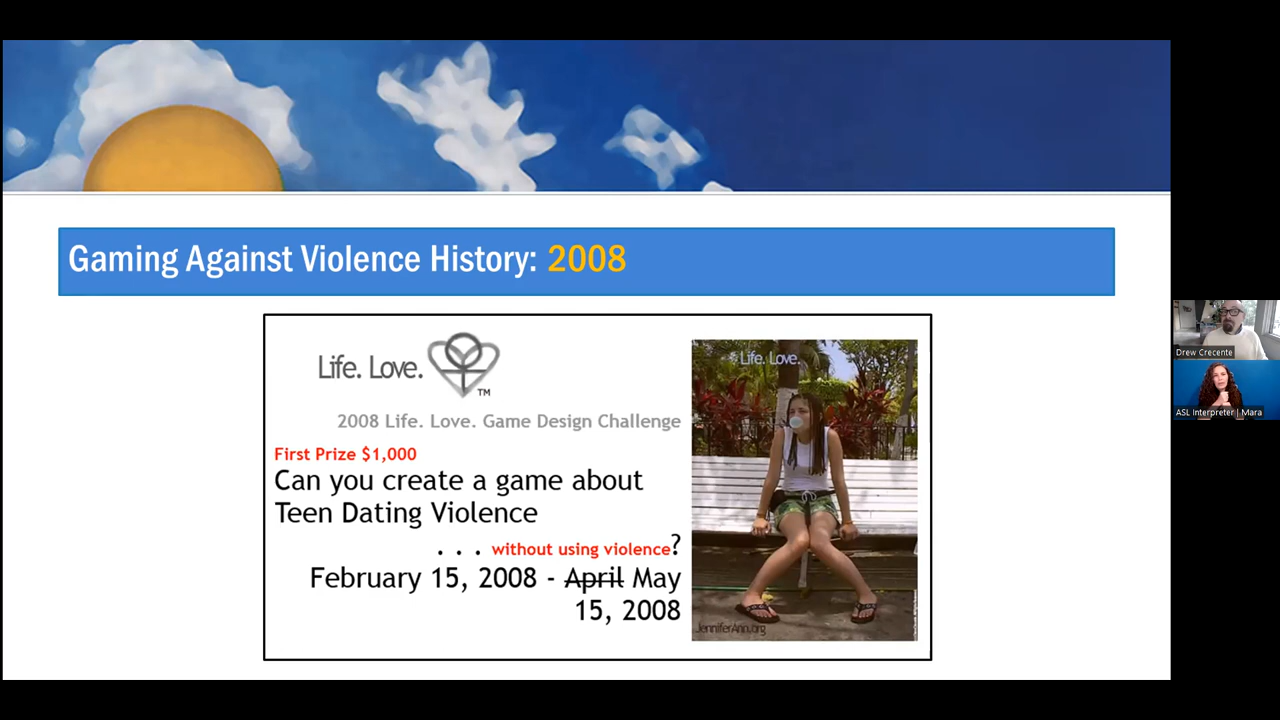 Gaming Against Violence History: 2008
Life. Love.
TM
2008 Life. Love. Game Design Challenge
First Prize $1,000
Can you create a game about
Teen Dating Violence
. . . without using violence?
February 15, 2008 - April May
15, 2008
Life. Love.
JenniferAnn.org
Drew Crecente
ASL Interpreter | Mara